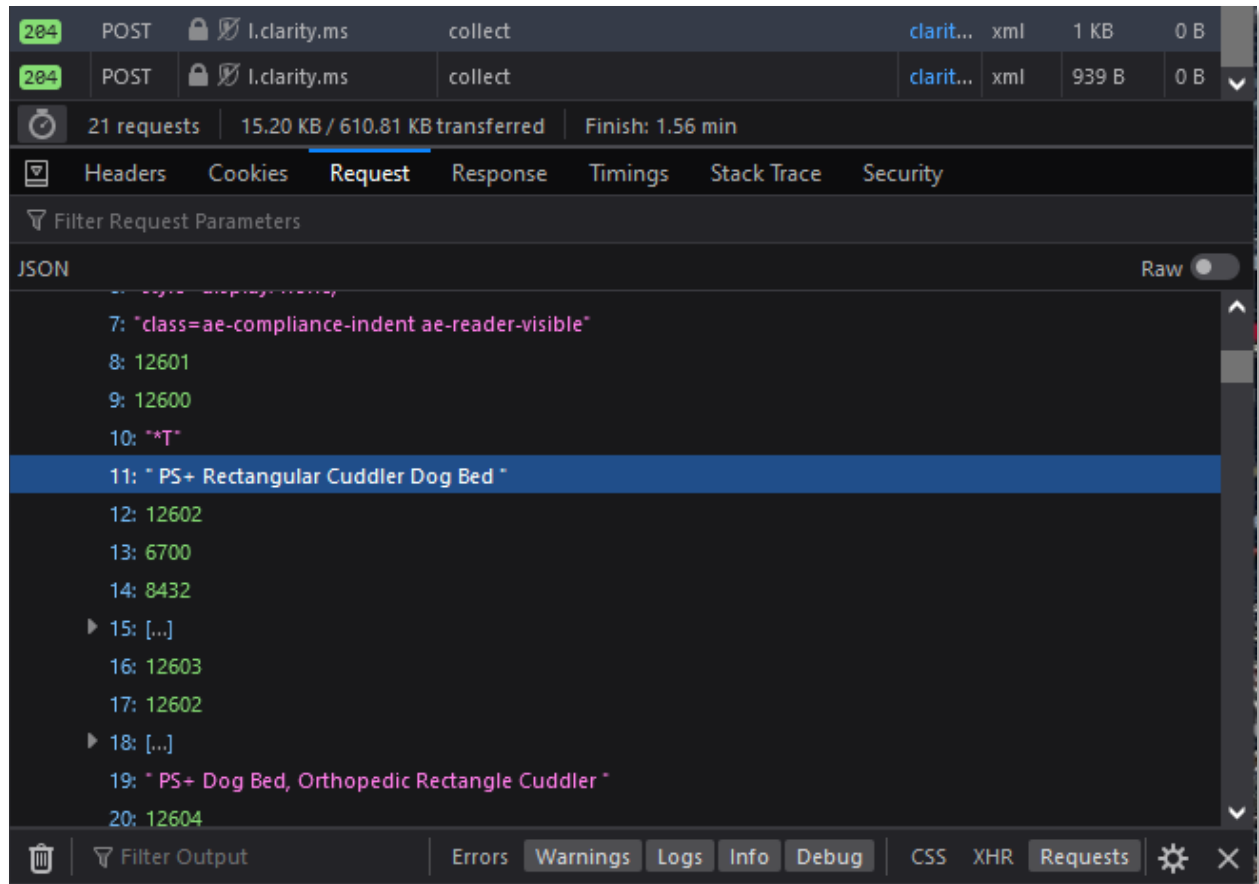 204 POST l.clarity.ms collect clarit... xml 1 KB 0 B
204 POST l.clarity.ms collect clarit... xml 939 B 0 B
21 requests 15.20 KB / 610.81 KB transferred Finish: 1.56 min
Headers Cookies Request Response Timings Stack Trace Security
Filter Request Parameters
JSON Raw
7: "class=ae-compliance-indent ae-reader-visible"
8: 12601
9: 12600
10: "*T"
11: " PS+ Rectangular Cuddler Dog Bed "
12: 12602
13: 6700
14: 8432
15: […]
16: 12603
17: 12602
18: […]
19: " PS+ Dog Bed, Orthopedic Rectangle Cuddler "
20: 12604
Filter Output Errors Warnings Logs Info Debug CSS XHR Requests